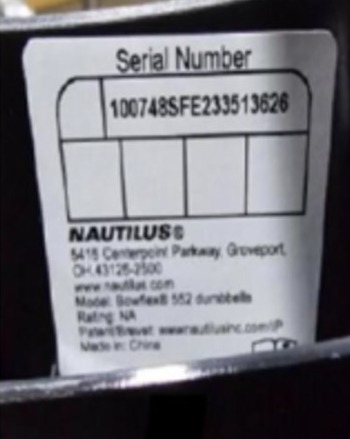 Serial Number
100748SFE233513626
NAUTILUS®
5415 Centerpoint Parkway, Groveport,
OH.43125-2500
www.nautilus.com
Model: Bowflex® 552 dumbbells
Rating: NA
Patent/Brevet: www.nautilusinc.com/IP
Made in: China